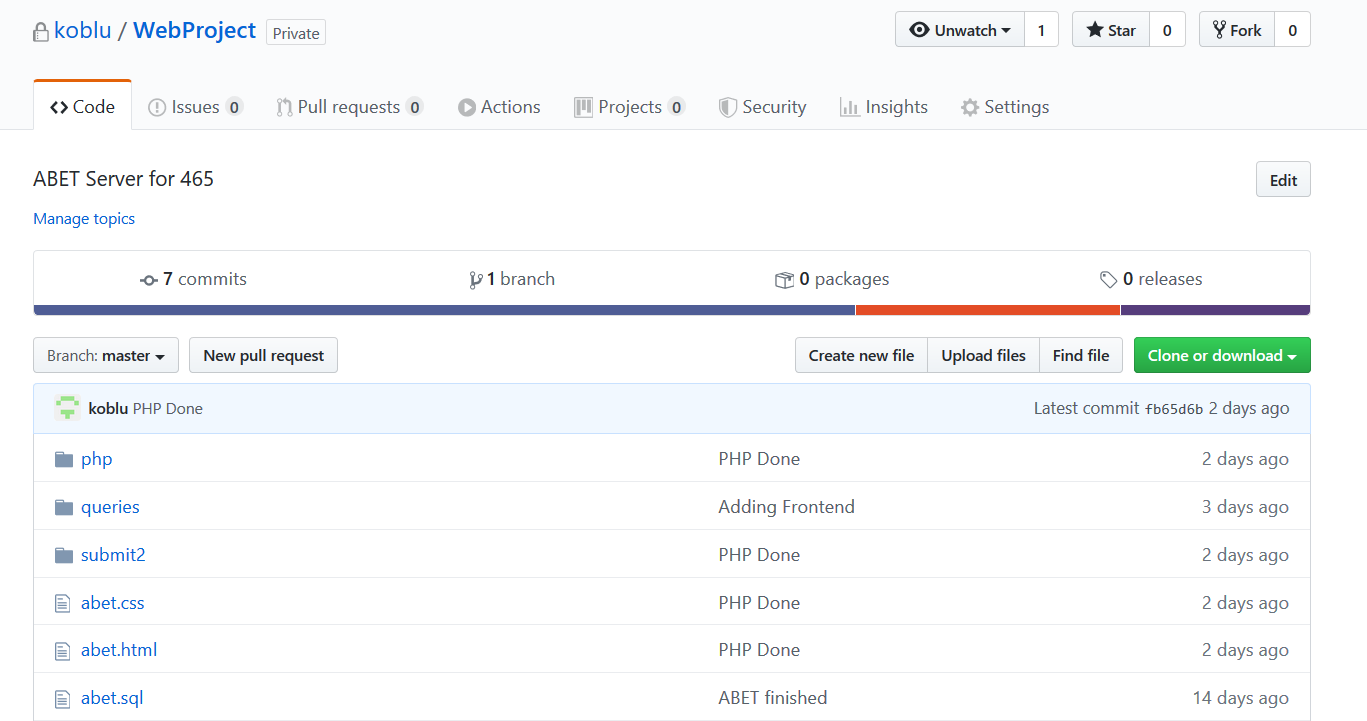 koblu / WebProject Private Unwatch 1 Star 0 Fork 0
Code Issues 0 Pull requests 0 Actions Projects 0 Security Insights Settings
ABET Server for 465 Edit
Manage topics
7 commits 1 branch 0 packages 0 releases
Branch: master New pull request Create new file Upload files Find file Clone or download
koblu PHP Done Latest commit fb65d6b 2 days ago
php PHP Done 2 days ago
queries Adding Frontend 3 days ago
submit2 PHP Done 2 days ago
abet.css PHP Done 2 days ago
abet.html PHP Done 2 days ago
abet.sql ABET finished 14 days ago